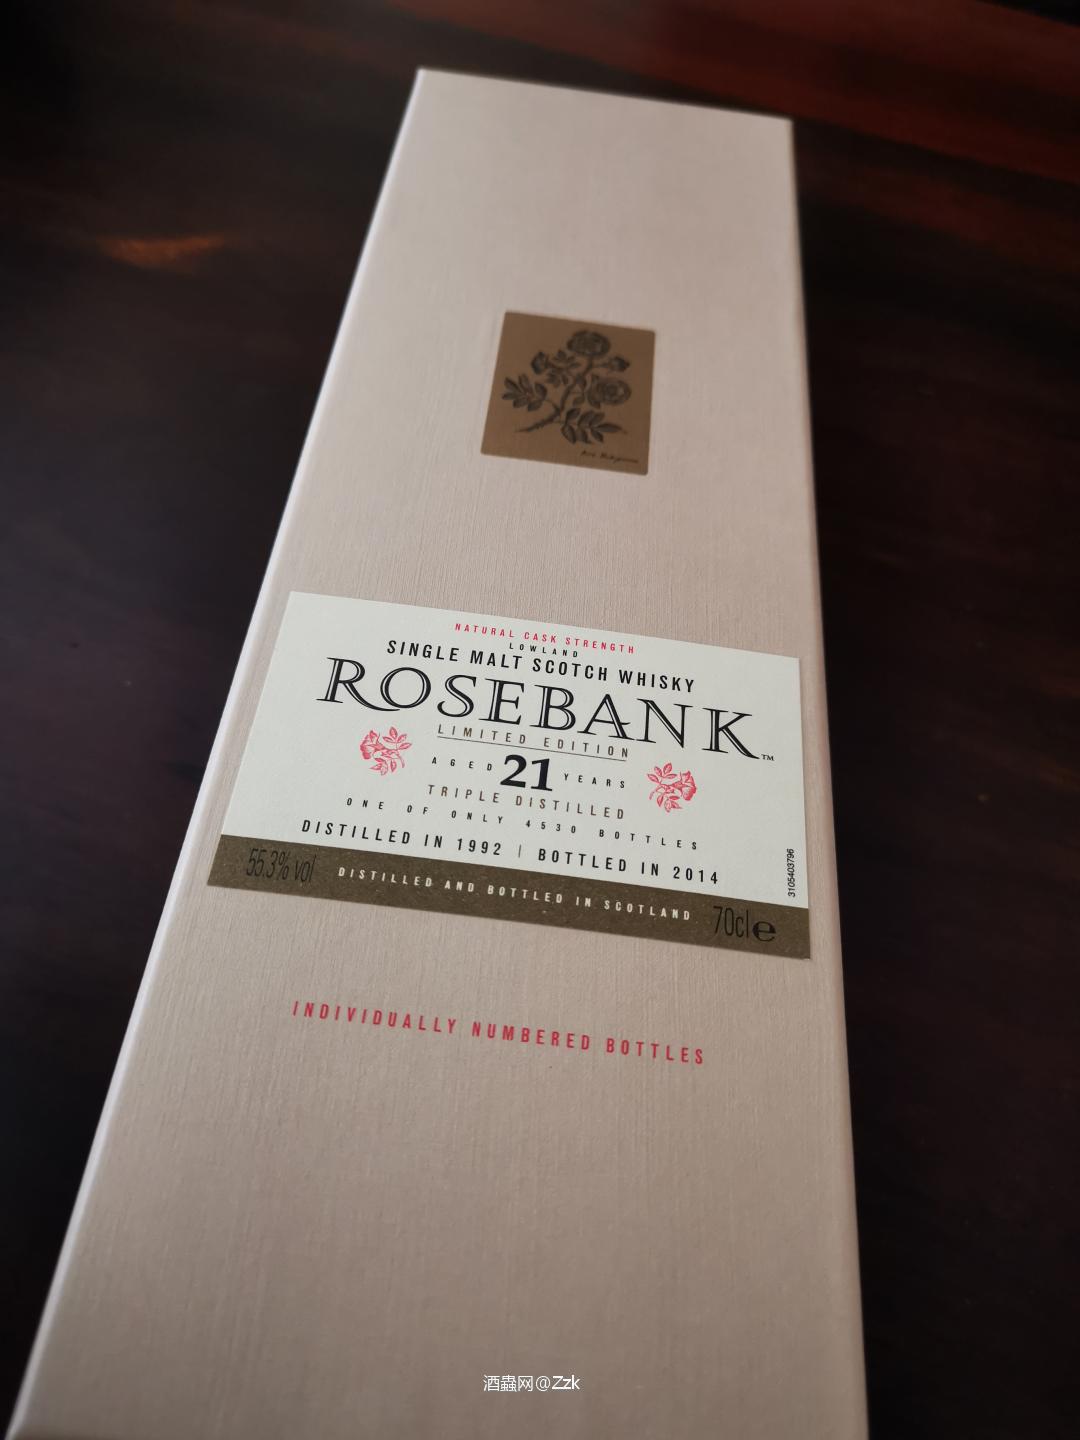 NATURAL CASK STRENGTH
LOWLAND
SINGLE MALT SCOTCH WHISKY
ROSEBANK™
LIMITED EDITION
AGED 21 YEARS
TRIPLE DISTILLED
ONE OF ONLY 4530 BOTTLES
DISTILLED IN 1992 | BOTTLED IN 2014
3105403796
55.3% vol DISTILLED AND BOTTLED IN SCOTLAND 70cl e
INDIVIDUALLY NUMBERED BOTTLES
酒蟲网@Zzk